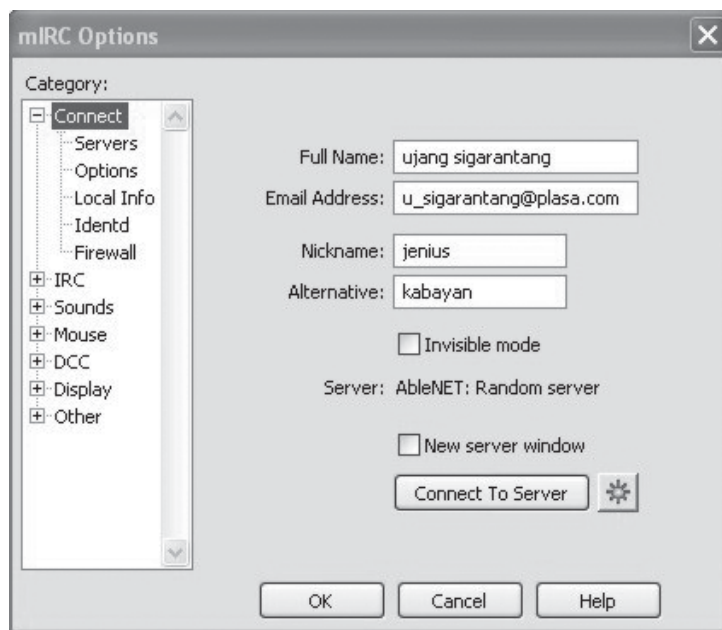 mIRC Options
Category:
Connect
Servers
Options
Local Info
Identd
Firewall
IRC
Sounds
Mouse
DCC
Display
Other
Full Name: ujang sigarantang
Email Address: u_sigarantang@plasa.com
Nickname: jenius
Alternative: kabayan
Invisible mode
Server: AbleNET: Random server
New server window
Connect To Server
OK Cancel Help